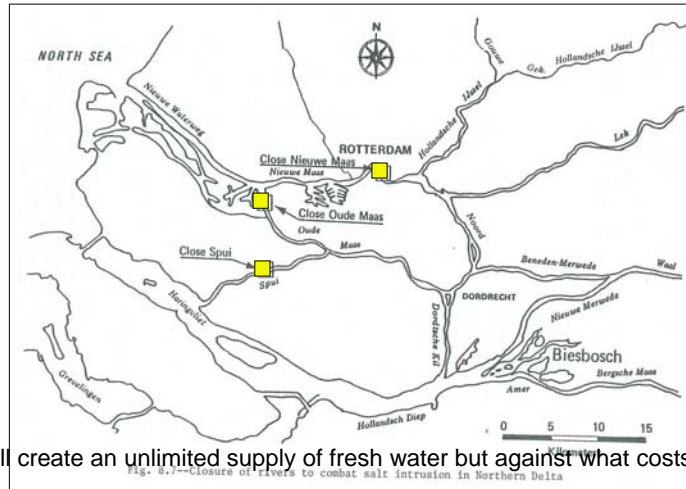 N
NORTH SEA
Gouwe
Gek. Hollandsche IJssel
Nieuwe Waterweg
Hollandsche IJssel
ROTTERDAM
Lek
Close Nieuwe Maas
Nieuwe Maas
Close Oude Maas
Oude Maas
Noord
Close Spui
Spui
Beneden-Merwede
Waal
DORDRECHT
Nieuwe Merwede
Haringvliet
Dordtsche Kil
Biesbosch
Grevelingen
Bergsche Maas
Amer
Hollandsch Diep
0 5 10 15
Kilometers
ll create an unlimited supply of fresh water but against what costs
Fig. 8.7--Closure of rivers to combat salt intrusion in Northern Delta